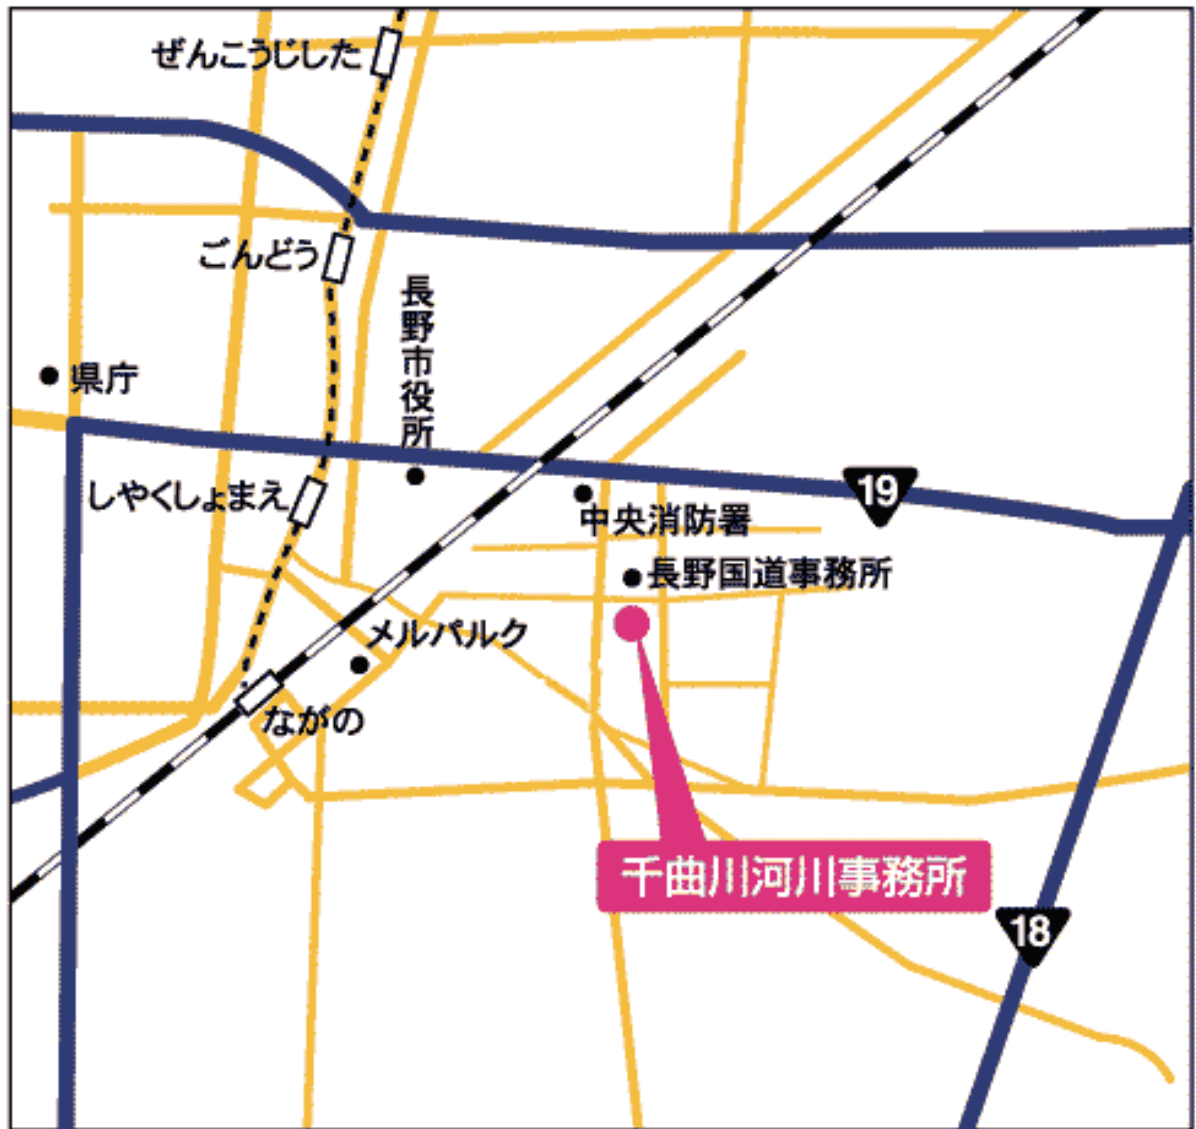 ぜんこうじした
ごんどう
長野市役所
県庁
しやくしょまえ
19
中央消防署
長野国道事務所
メルパルク
ながの
千曲川河川事務所
18